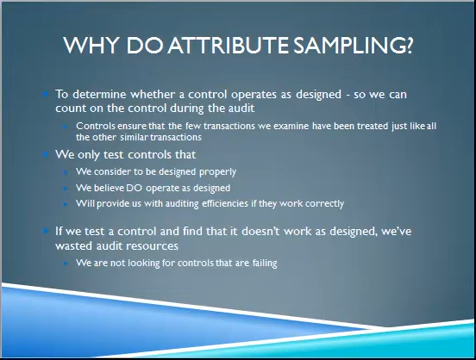 WHY DO ATTRIBUTE SAMPLING?
To determine whether a control operates as designed - so we can
count on the control during the audit
Controls ensure that the few transactions we examine have been treated just like all
the other similar transactions
We only test controls that
We consider to be designed properly
We believe DO operate as designed
Will provide us with auditing efficiencies if they work correctly
If we test a control and find that it doesn't work as designed, we've
wasted audit resources
We are not looking for controls that are failing